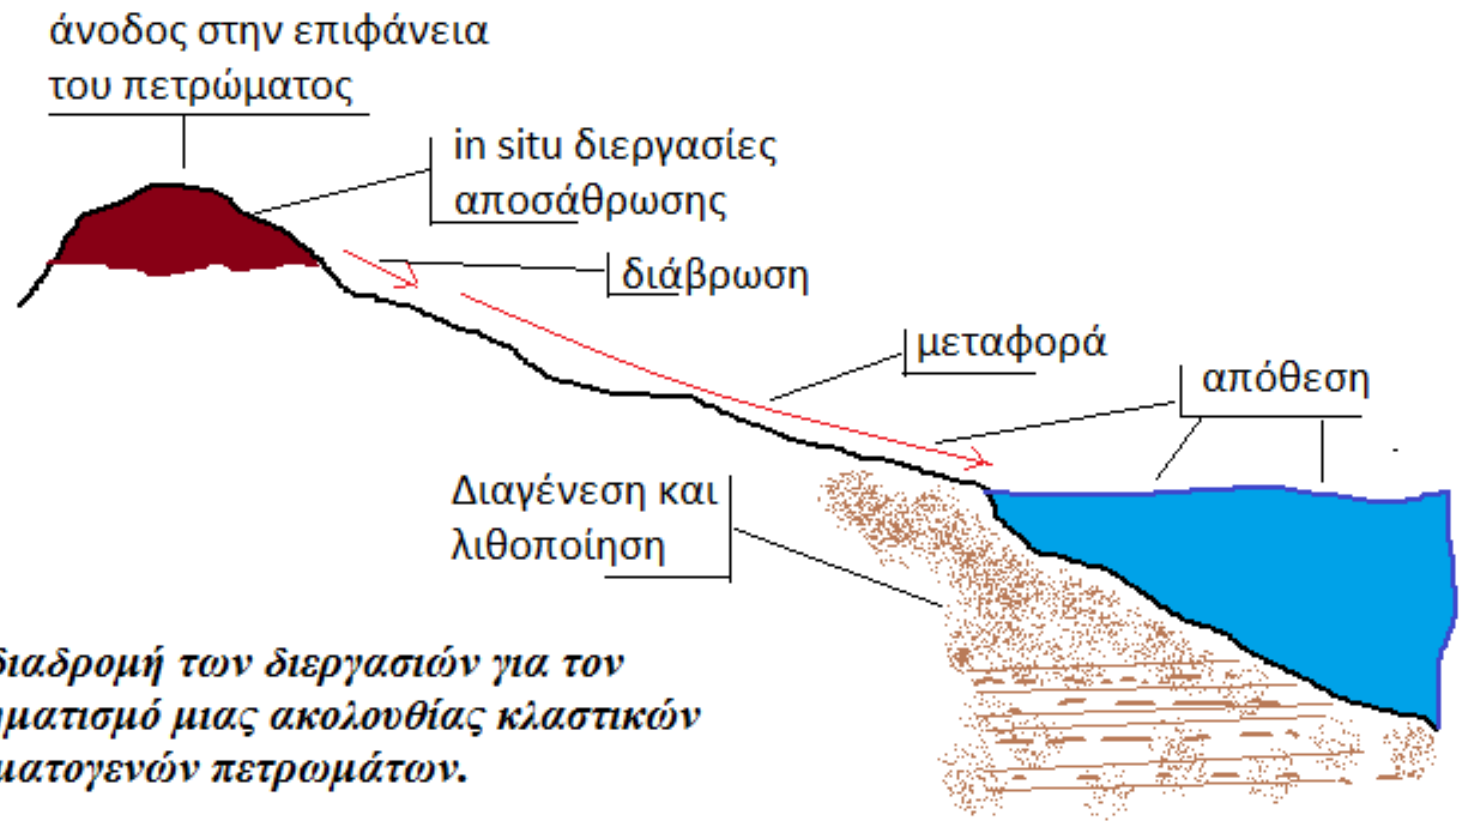 άνοδος στην επιφάνεια
του πετρώματος
in situ διεργασίες
αποσάθρωσης
διάβρωση
μεταφορά
απόθεση
Διαγένεση και
λιθοποίηση
διαδρομή των διεργασιών για τον
ηματισμό μιας ακολουθίας κλαστικών
ματογενών πετρωμάτων.